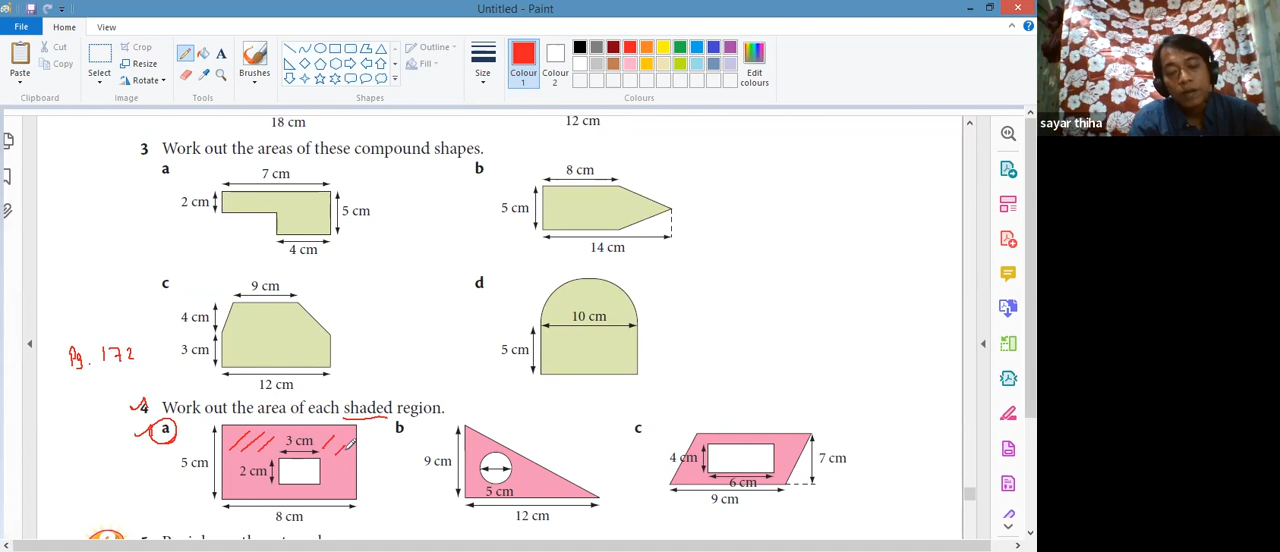 Untitled - Paint
File Home View
Paste
Cut
Copy
Clipboard
Select
Crop
Resize
Rotate
Image
A
Tools
Brushes
Outline
Fill
Shapes
Size
Colour 1
Colour 2
Edit colours
Colours
sayar thiha
18 cm
12 cm
3 Work out the areas of these compound shapes.
a
7 cm
2 cm
5 cm
4 cm
b
8 cm
5 cm
14 cm
c
9 cm
4 cm
3 cm
12 cm
d
10 cm
5 cm
Pg. 172
4 Work out the area of each shaded region.
a
3 cm
5 cm
2 cm
8 cm
b
9 cm
5 cm
12 cm
c
4 cm
7 cm
6 cm
9 cm